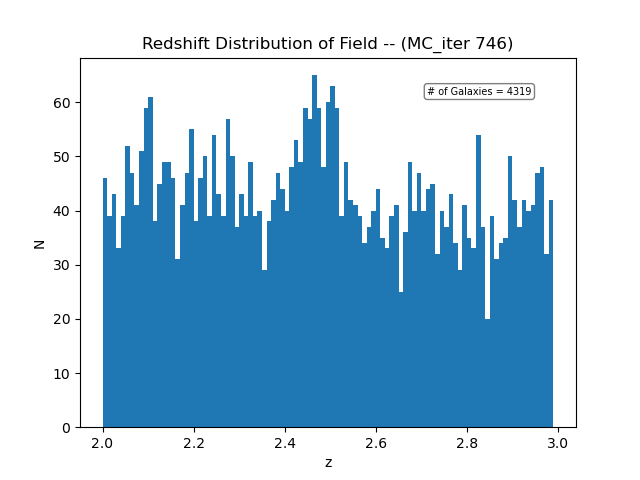 Redshift Distribution of Field -- (MC_iter 746)
# of Galaxies = 4319
60
50
40
30
20
10
0
N
2.0 2.2 2.4 2.6 2.8 3.0
z